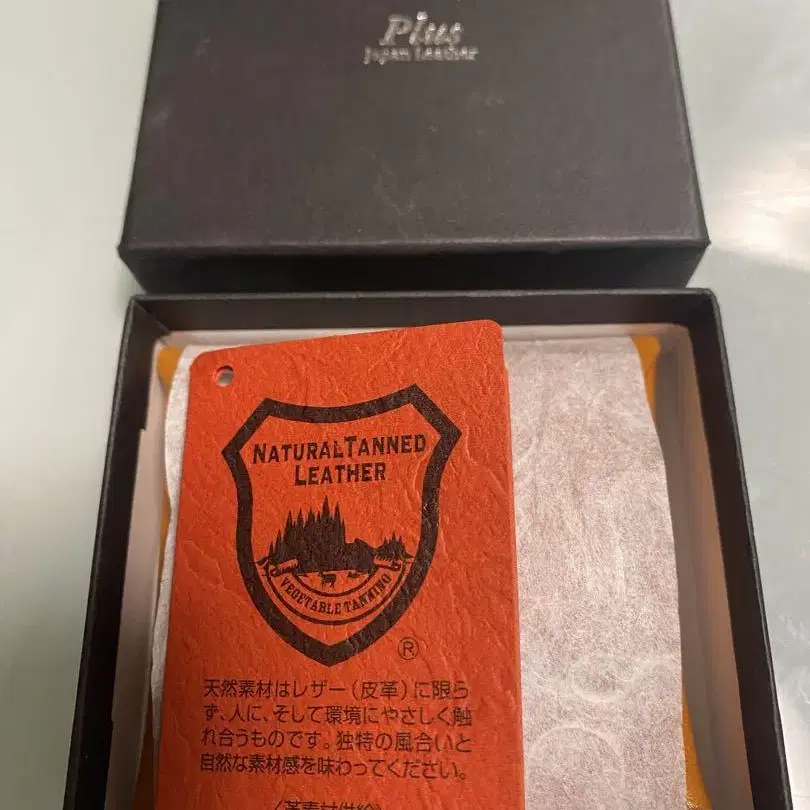 Plus
Japan Leather
NATURAL TANNED
LEATHER
VEGETABLE TANNING
®
天然素材はレザー(皮革)に限ら
ず、人に、そして環境にやさしく触
れ合うものです。独特の風合いと
自然な素材感を味わってください。